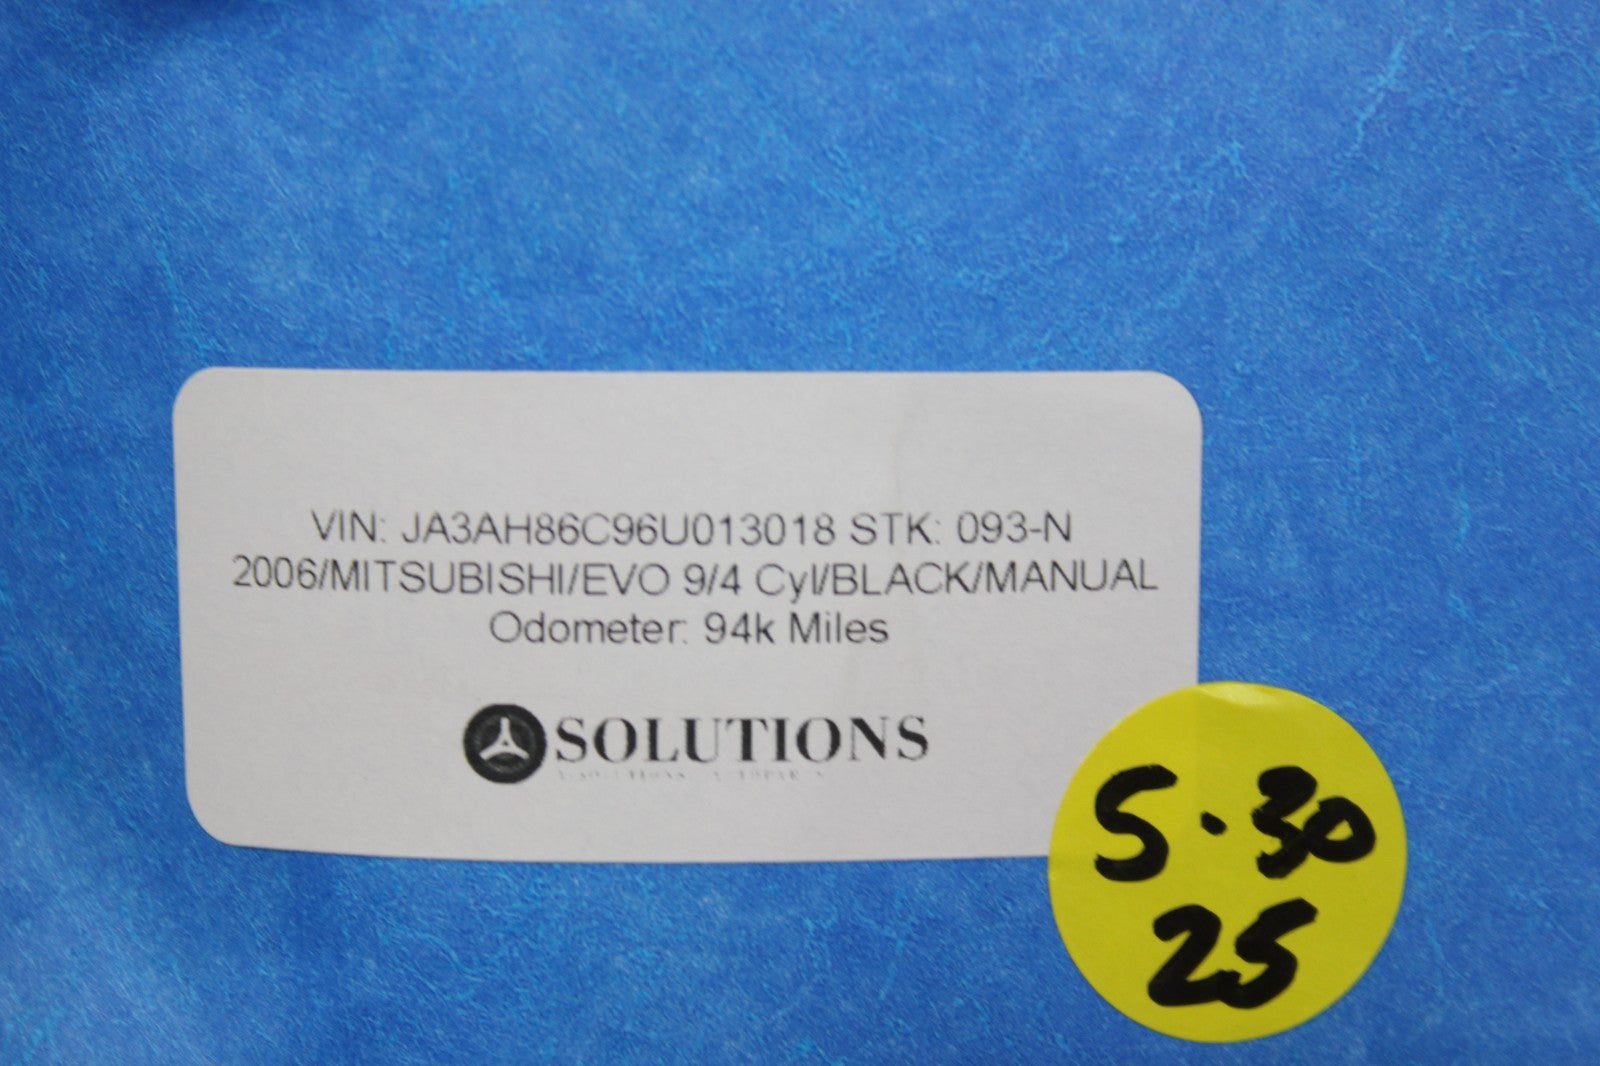 VIN: JA3AH86C96U013018 STK: 093-N
2006/MITSUBISHI/EVO 9/4 Cyl/BLACK/MANUAL
Odometer: 94k Miles
SOLUTIONS
5.30
25